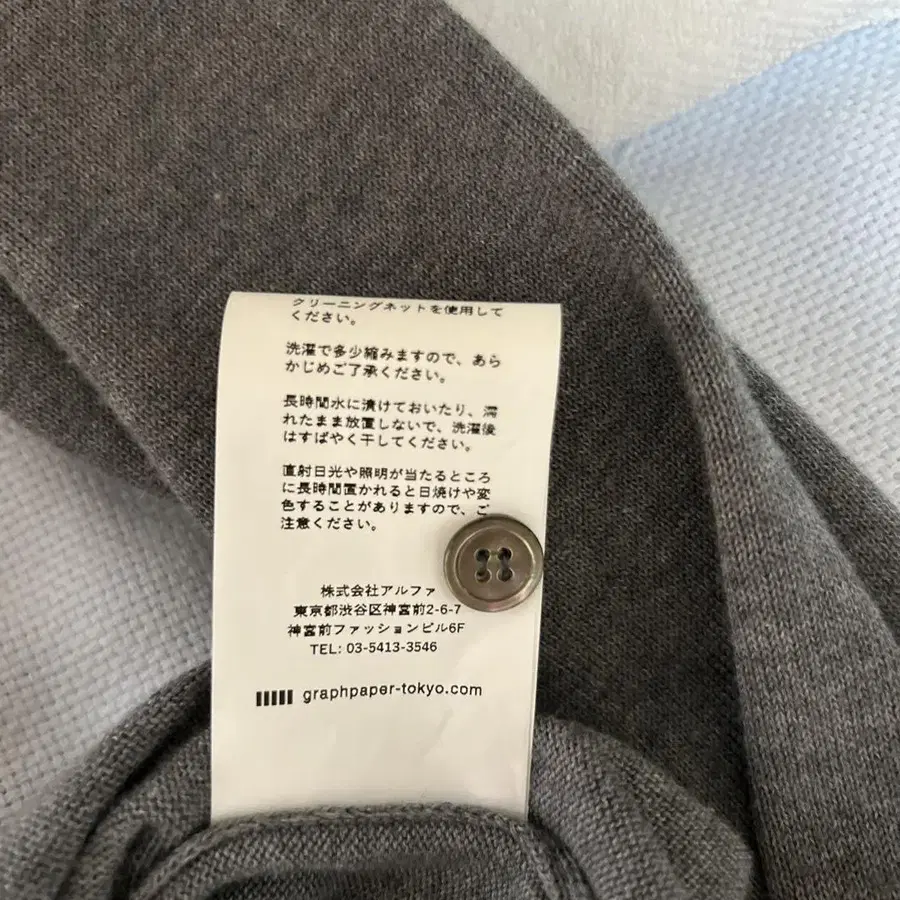 クリーニングネットを使用して
ください。
洗濯で多少縮みますので、あら
かじめご了承ください。
長時間水に漬けておいたり、濡
れたまま放置しないで、洗濯後
はすばやく干してください。
直射日光や照明が当たるところ
に長時間置かれると日焼けや変
色することがありますので、ご
注意ください。
株式会社アルファ
東京都渋谷区神宮前2-6-7
神宮前ファッションビル6F
TEL: 03-5413-3546
graphpaper-tokyo.com